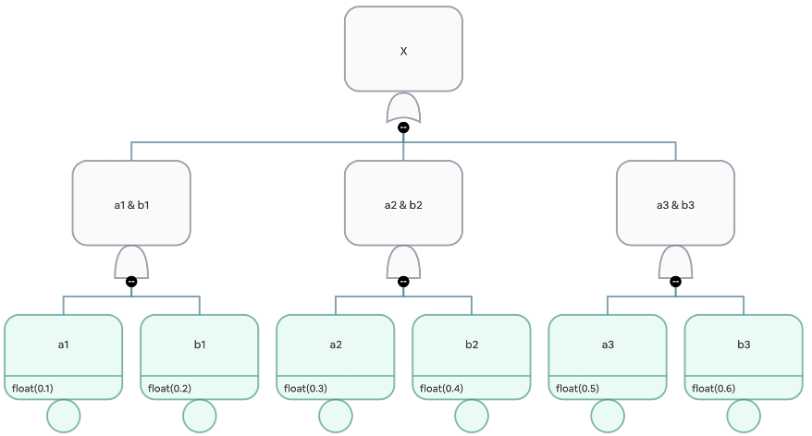 X
a1 & b1
a2 & b2
a3 & b3
a1
b1
a2
b2
a3
b3
float(0.1)
float(0.2)
float(0.3)
float(0.4)
float(0.5)
float(0.6)